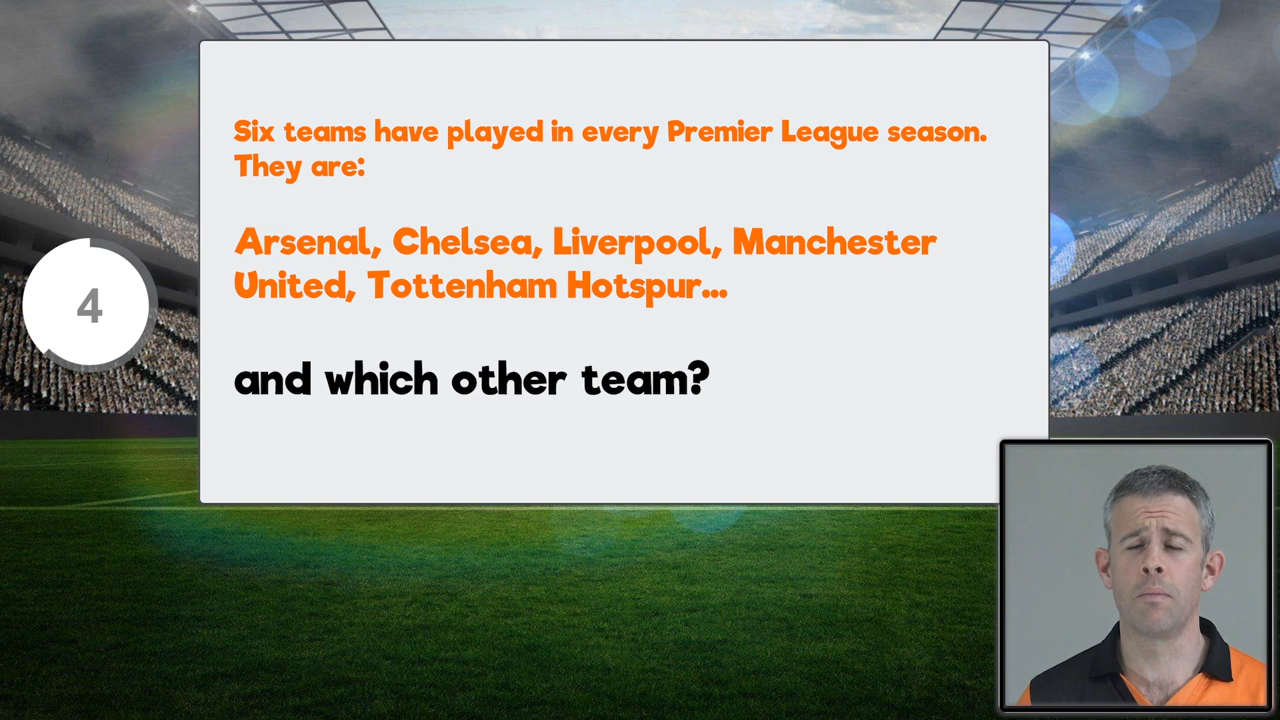 Six teams have played in every Premier League season.
They are:
Arsenal, Chelsea, Liverpool, Manchester
United, Tottenham Hotspur...
4
and which other team?